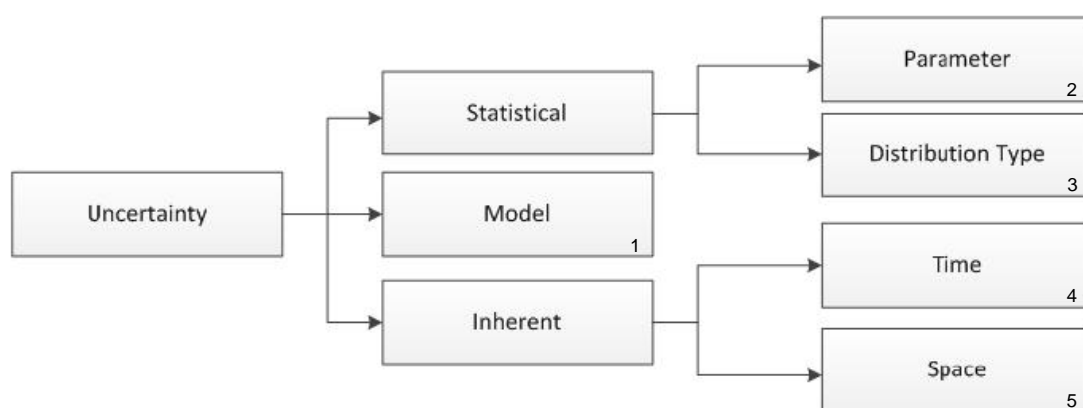 Parameter
2
Statistical
Distribution Type
3
Uncertainty
Model
1
Time
4
Inherent
Space
5